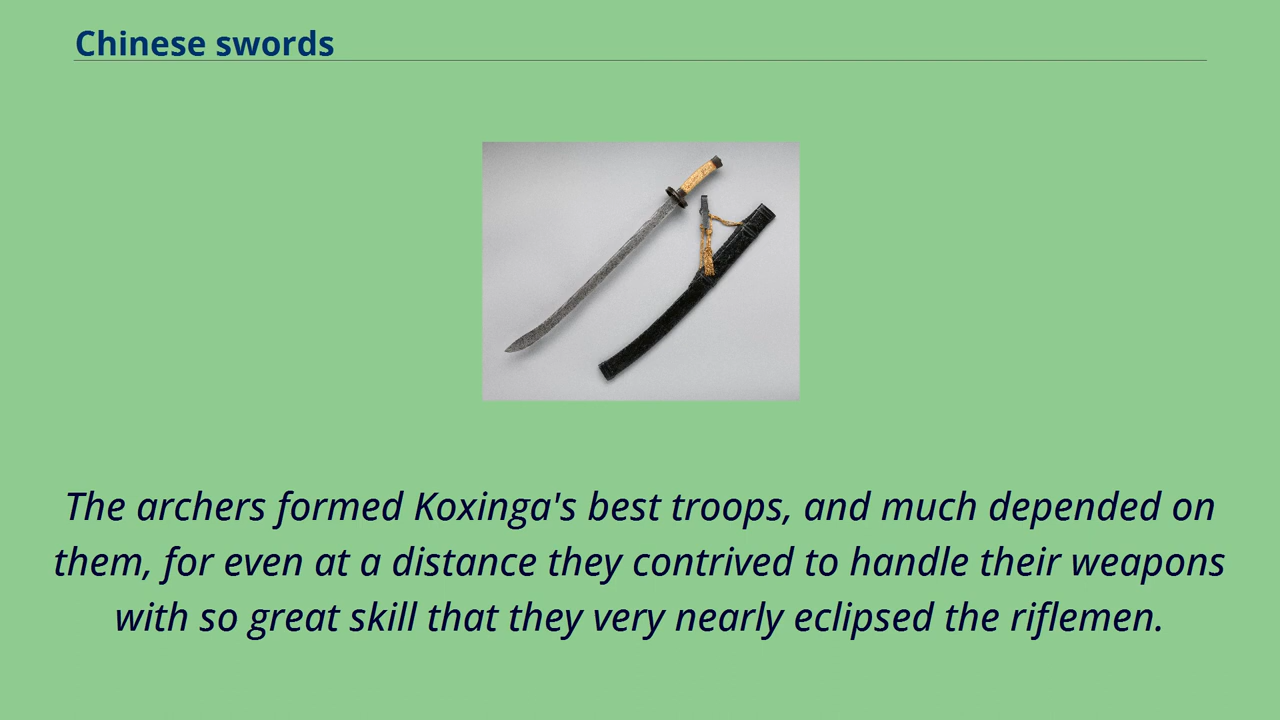 Chinese swords
The archers formed Koxinga's best troops, and much depended on
them, for even at a distance they contrived to handle their weapons
with so great skill that they very nearly eclipsed the riflemen.